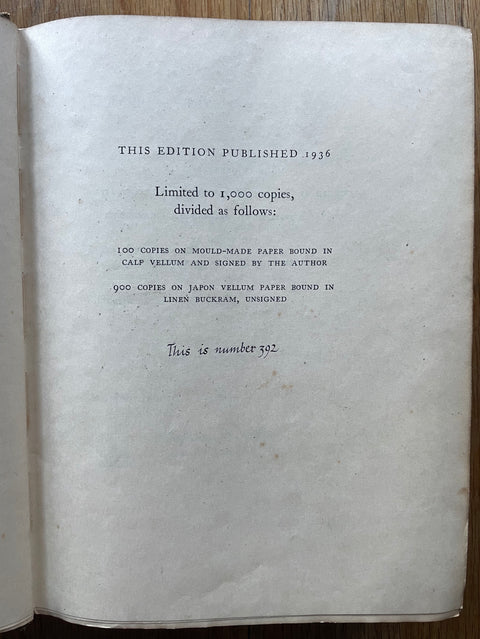 THIS EDITION PUBLISHED 1936
Limited to 1,000 copies,
divided as follows:
100 COPIES ON MOULD-MADE PAPER BOUND IN
CALF VELLUM AND SIGNED BY THE AUTHOR
900 COPIES ON JAPON VELLUM PAPER BOUND IN
LINEN BUCKRAM, UNSIGNED
This is number 392